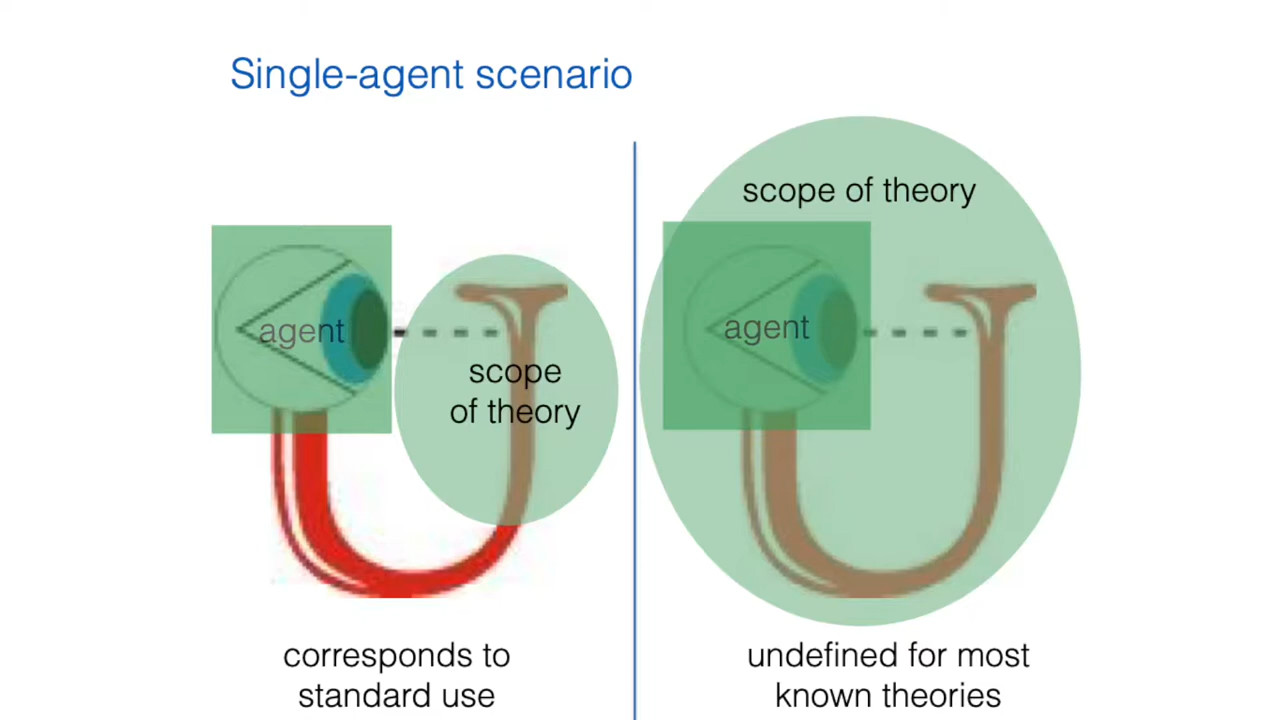 Single-agent scenario
agent
scope
of theory
corresponds to
standard use
scope of theory
agent
undefined for most
known theories